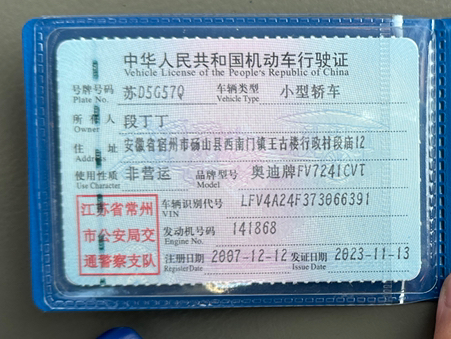 中华人民共和国机动车行驶证
Vehicle License of the People's Republic of China
号牌号码 苏D5G57Q 车辆类型 小型轿车
Plate No. Vehicle Type
所有人 段丁丁
Owner
住址 安徽省宿州市砀山县西南门镇王古楼行政村段庙12
Address
使用性质 非营运 品牌型号 奥迪牌FV7241CVT
Use Character Model
车辆识别代号 LFV4A24F373066391
VIN
发动机号码 141868
Engine No.
注册日期 2007-12-12 发证日期 2023-11-13
Register Date Issue Date
江苏省常州
市公安局交
通警察支队